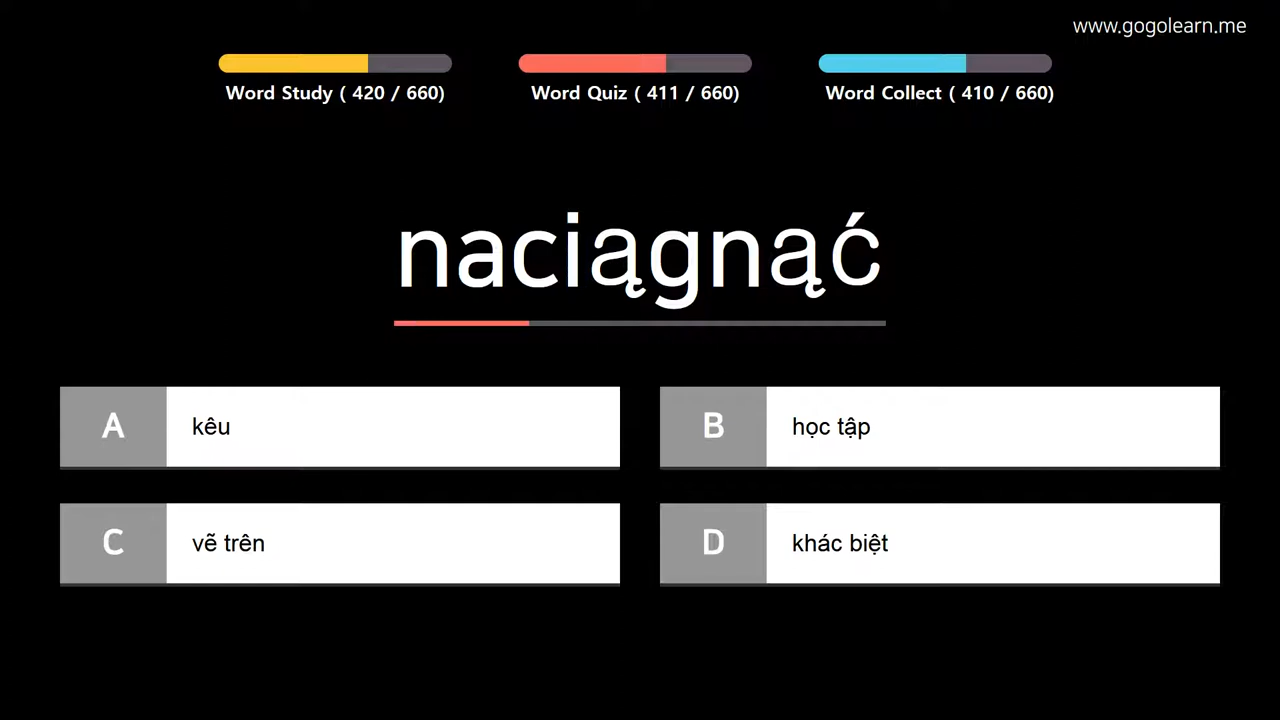 www.gogolearn.me
Word Study ( 420 / 660)
Word Quiz ( 411 / 660)
Word Collect ( 410 / 660)
naciągnąć
A kêu
B học tập
C vẽ trên
D khác biệt